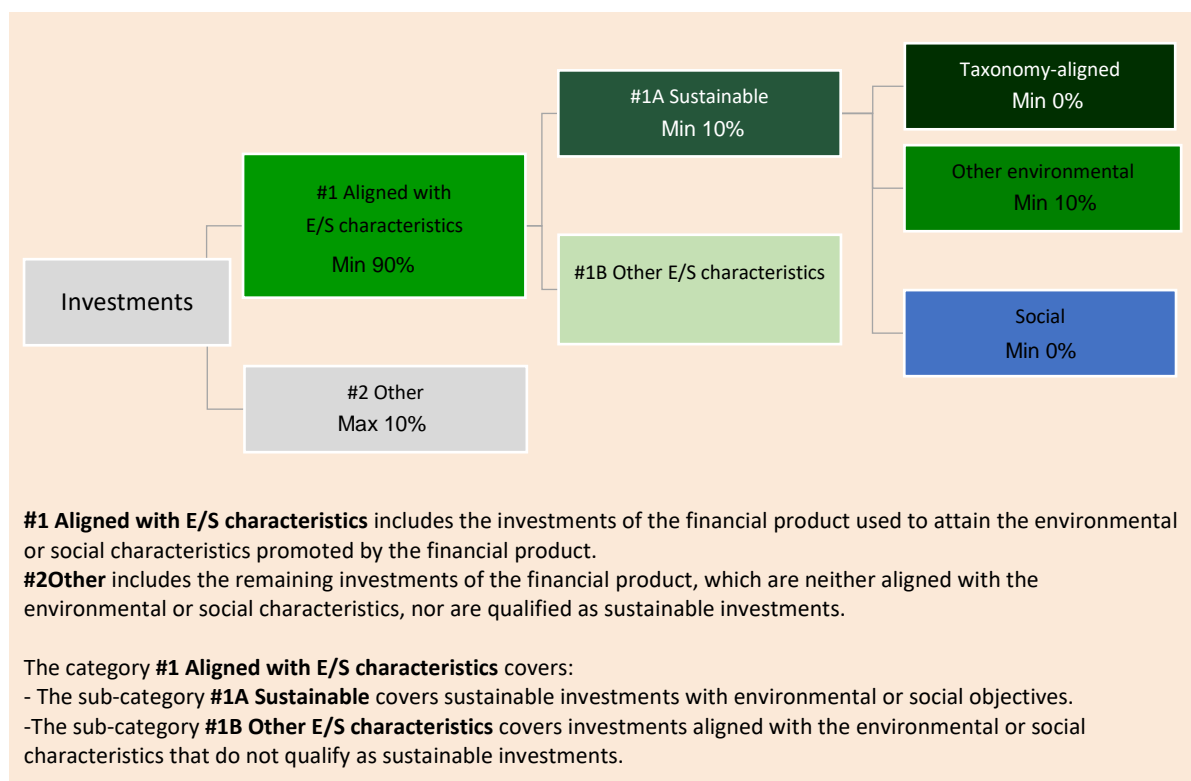 Taxonomy-aligned
Min 0%
#1A Sustainable
Min 10%
Other environmental
Min 10%
#1 Aligned with
E/S characteristics
Min 90%
#1B Other E/S characteristics
Investments
Social
Min 0%
#2 Other
Max 10%
#1 Aligned with E/S characteristics includes the investments of the financial product used to attain the environmental
or social characteristics promoted by the financial product.
#2Other includes the remaining investments of the financial product, which are neither aligned with the
environmental or social characteristics, nor are qualified as sustainable investments.
The category #1 Aligned with E/S characteristics covers:
- The sub-category #1A Sustainable covers sustainable investments with environmental or social objectives.
-The sub-category #1B Other E/S characteristics covers investments aligned with the environmental or social
characteristics that do not qualify as sustainable investments.